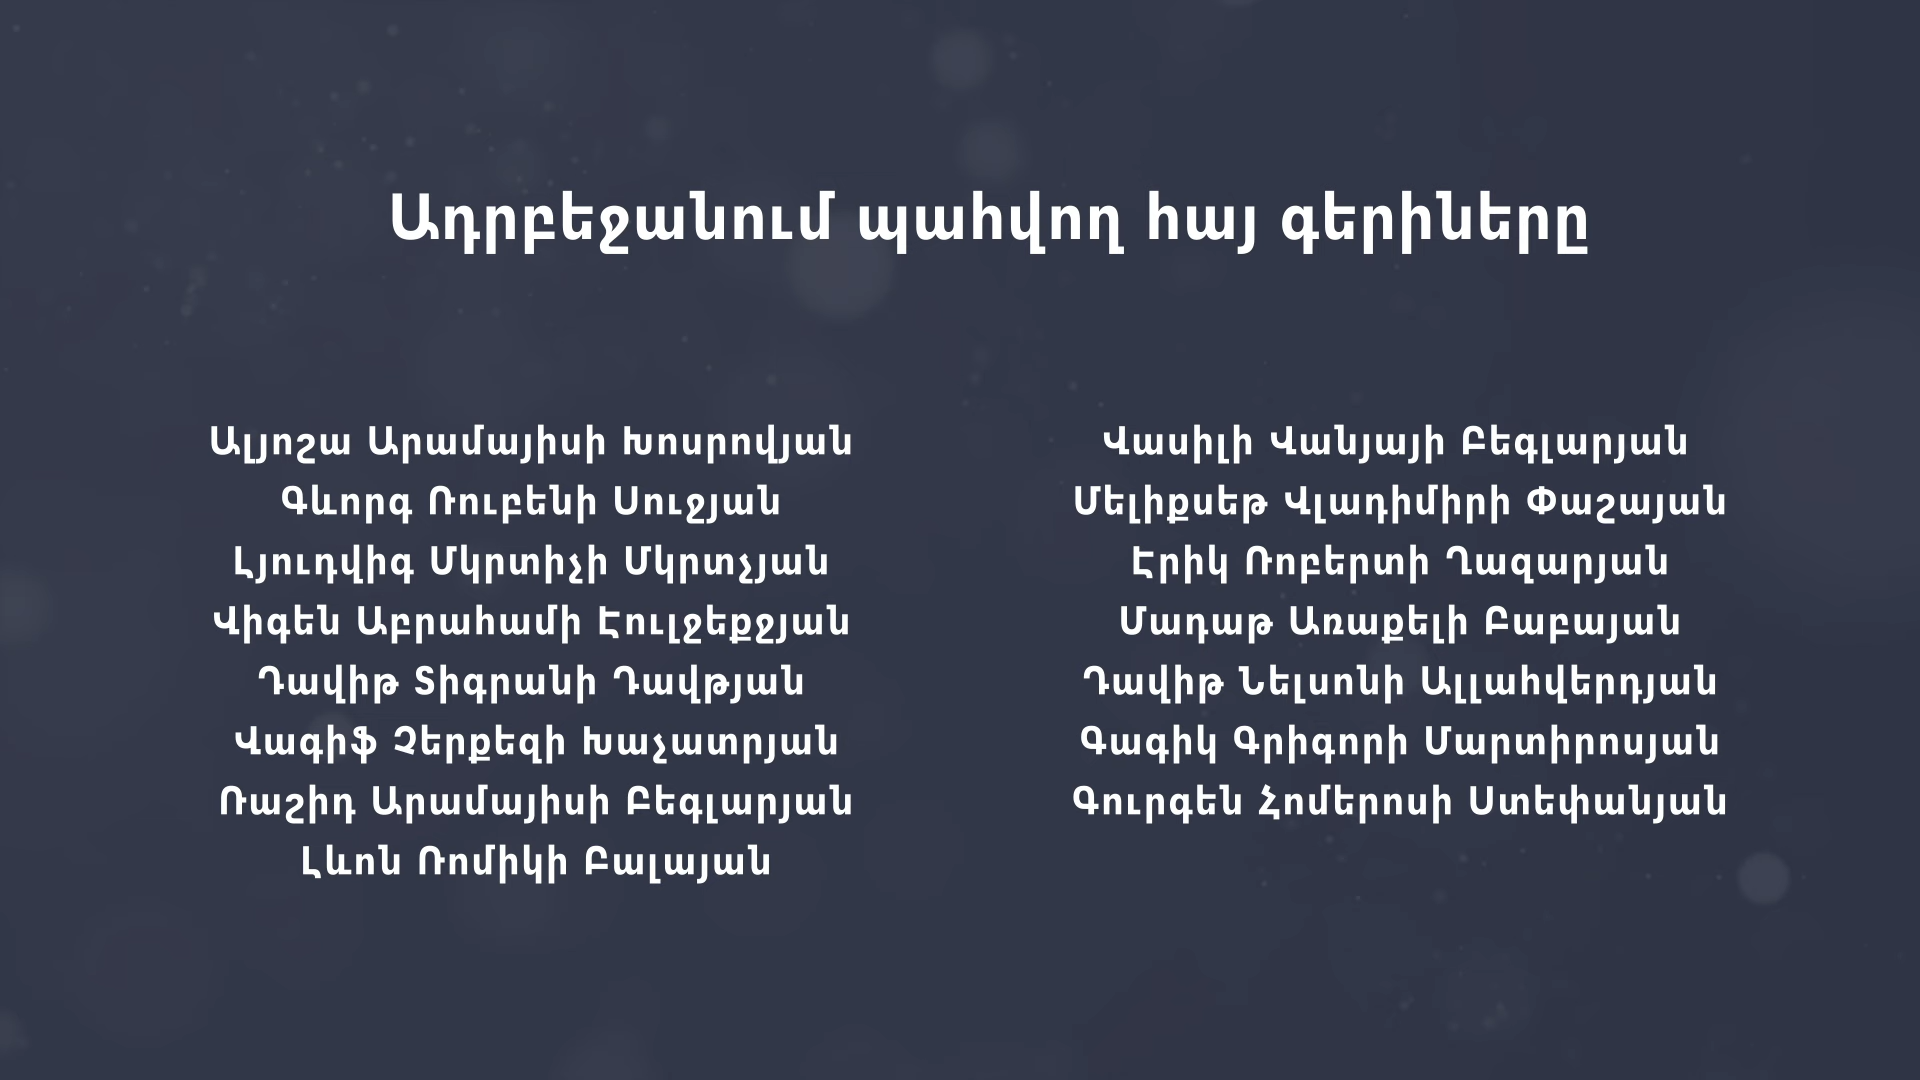 Ադրբեջանում պահվող հայ գերիները
Ալյոշա Արամայիսի Խոսրովյան
Գևորգ Ռուբենի Սուջյան
Լյուդվիգ Մկրտիչի Մկրտչյան
Վիգեն Աբրահամի Էուլջեքջյան
Դավիթ Տիգրանի Դավթյան
Վագիֆ Չերքեզի Խաչատրյան
Ռաշիդ Արամայիսի Բեգլարյան
Լևոն Ռոմիկի Բալայան
Վասիլի Վանյայի Բեգլարյան
Մելիքսեթ Վլադիմիրի Փաշայան
Էրիկ Ռոբերտի Ղազարյան
Մադաթ Առաքելի Բաբայան
Դավիթ Նելսոնի Ալլահվերդյան
Գագիկ Գրիգորի Մարտիրոսյան
Գուրգեն Հոմերոսի Ստեփանյան